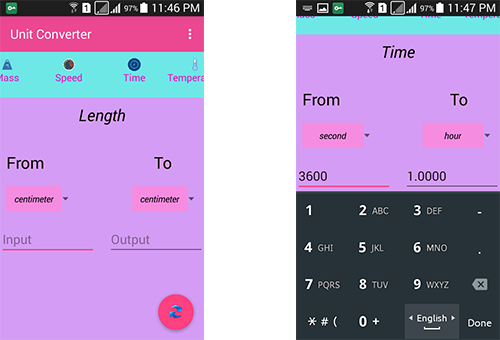 97% 11:46 PM
Unit Converter
Mass Speed Time Tempera
Length
From To
centimeter centimeter
Input Output
97% 11:47 PM
Mass Speed Time Tempera
Time
From To
second hour
3600 1.0000
1 2 ABC 3 DEF -
4 GHI 5 JKL 6 MNO .
7 PQRS 8 TUV 9 WXYZ
* # ( 0 + English Done